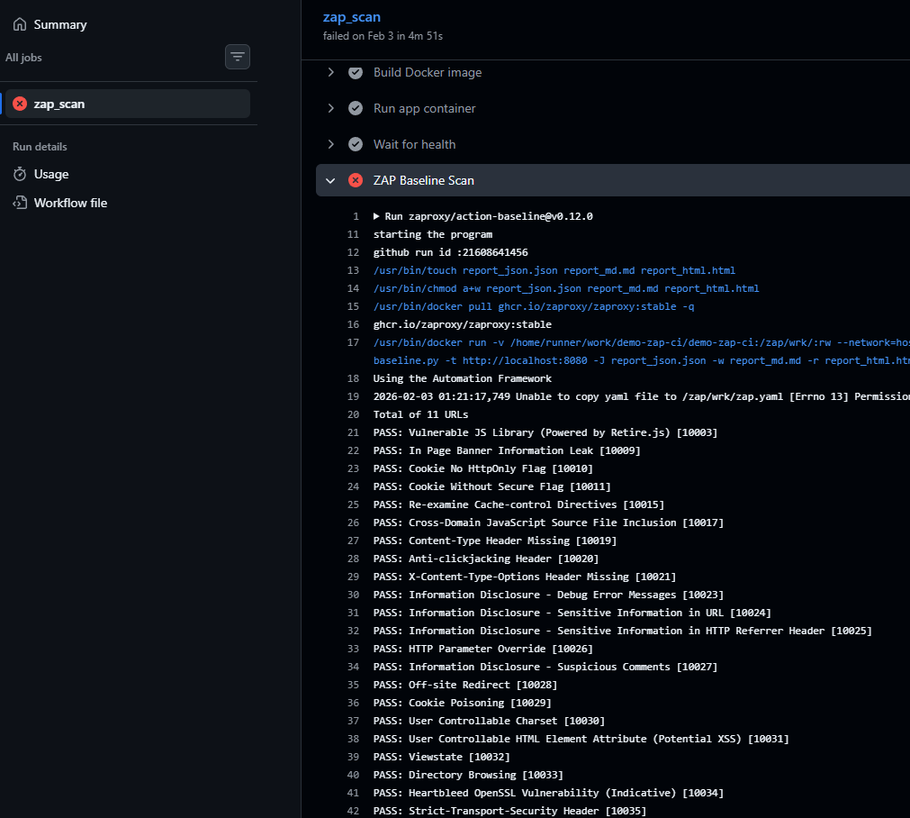 Summary
All jobs
zap_scan
Run details
Usage
Workflow file
zap_scan
failed on Feb 3 in 4m 51s
Build Docker image
Run app container
Wait for health
ZAP Baseline Scan
1 Run zaproxy/action-baseline@v0.12.0
11 starting the program
12 github run id :21608641456
13 /usr/bin/touch report_json.json report_md.md report_html.html
14 /usr/bin/chmod a+w report_json.json report_md.md report_html.html
15 /usr/bin/docker pull ghcr.io/zaproxy/zaproxy:stable -q
16 ghcr.io/zaproxy/zaproxy:stable
17 /usr/bin/docker run -v /home/runner/work/demo-zap-ci/demo-zap-ci:/zap/wrk/:rw --network=hos
baseline.py -t http://localhost:8080 -J report_json.json -w report_md.md -r report_html.htm
18 Using the Automation Framework
19 2026-02-03 01:21:17,749 Unable to copy yaml file to /zap/wrk/zap.yaml [Errno 13] Permission
20 Total of 11 URLs
21 PASS: Vulnerable JS Library (Powered by Retire.js) [10003]
22 PASS: In Page Banner Information Leak [10009]
23 PASS: Cookie No HttpOnly Flag [10010]
24 PASS: Cookie Without Secure Flag [10011]
25 PASS: Re-examine Cache-control Directives [10015]
26 PASS: Cross-Domain JavaScript Source File Inclusion [10017]
27 PASS: Content-Type Header Missing [10019]
28 PASS: Anti-clickjacking Header [10020]
29 PASS: X-Content-Type-Options Header Missing [10021]
30 PASS: Information Disclosure - Debug Error Messages [10023]
31 PASS: Information Disclosure - Sensitive Information in URL [10024]
32 PASS: Information Disclosure - Sensitive Information in HTTP Referrer Header [10025]
33 PASS: HTTP Parameter Override [10026]
34 PASS: Information Disclosure - Suspicious Comments [10027]
35 PASS: Off-site Redirect [10028]
36 PASS: Cookie Poisoning [10029]
37 PASS: User Controllable Charset [10030]
38 PASS: User Controllable HTML Element Attribute (Potential XSS) [10031]
39 PASS: Viewstate [10032]
40 PASS: Directory Browsing [10033]
41 PASS: Heartbleed OpenSSL Vulnerability (Indicative) [10034]
42 PASS: Strict-Transport-Security Header [10035]